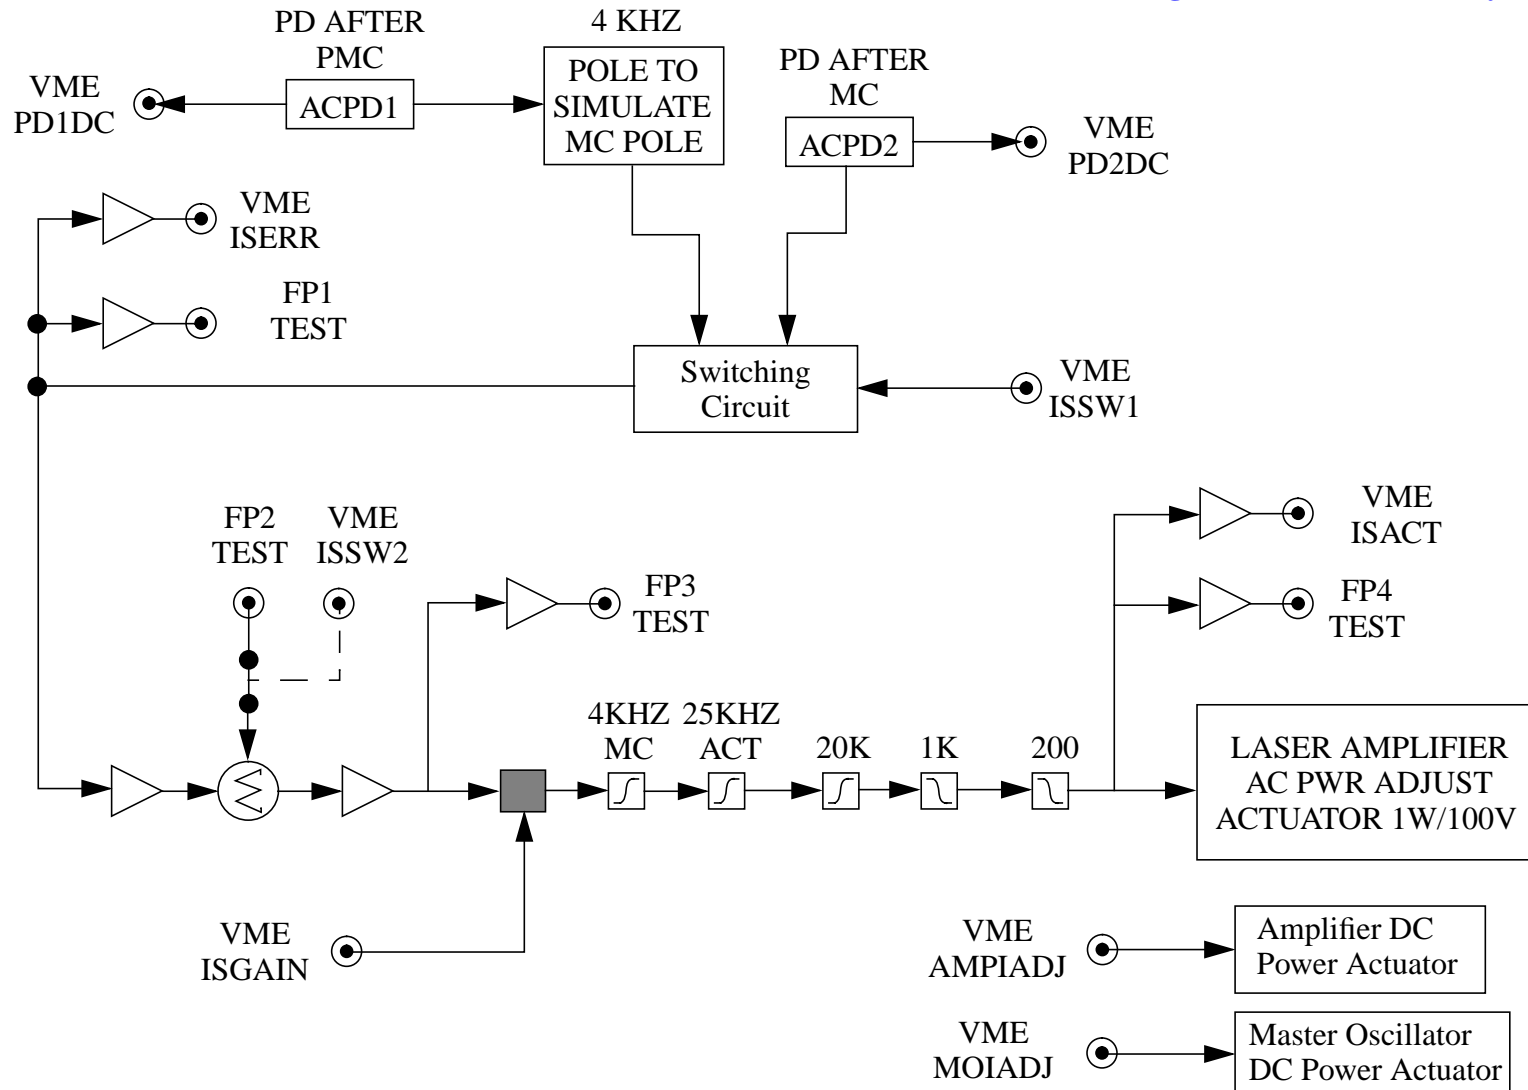 PD AFTER
PMC
4 KHZ
VME
PD1DC
ACPD1
POLE TO
SIMULATE
MC POLE
PD AFTER
MC
ACPD2
VME
PD2DC
VME
ISERR
FP1
TEST
Switching
Circuit
VME
ISSW1
FP2
TEST
VME
ISSW2
FP3
TEST
VME
ISACT
FP4
TEST
4KHZ
MC
25KHZ
ACT
20K
1K
200
LASER AMPLIFIER
AC PWR ADJUST
ACTUATOR 1W/100V
VME
ISGAIN
VME
AMPIADJ
Amplifier DC
Power Actuator
VME
MOIADJ
Master Oscillator
DC Power Actuator